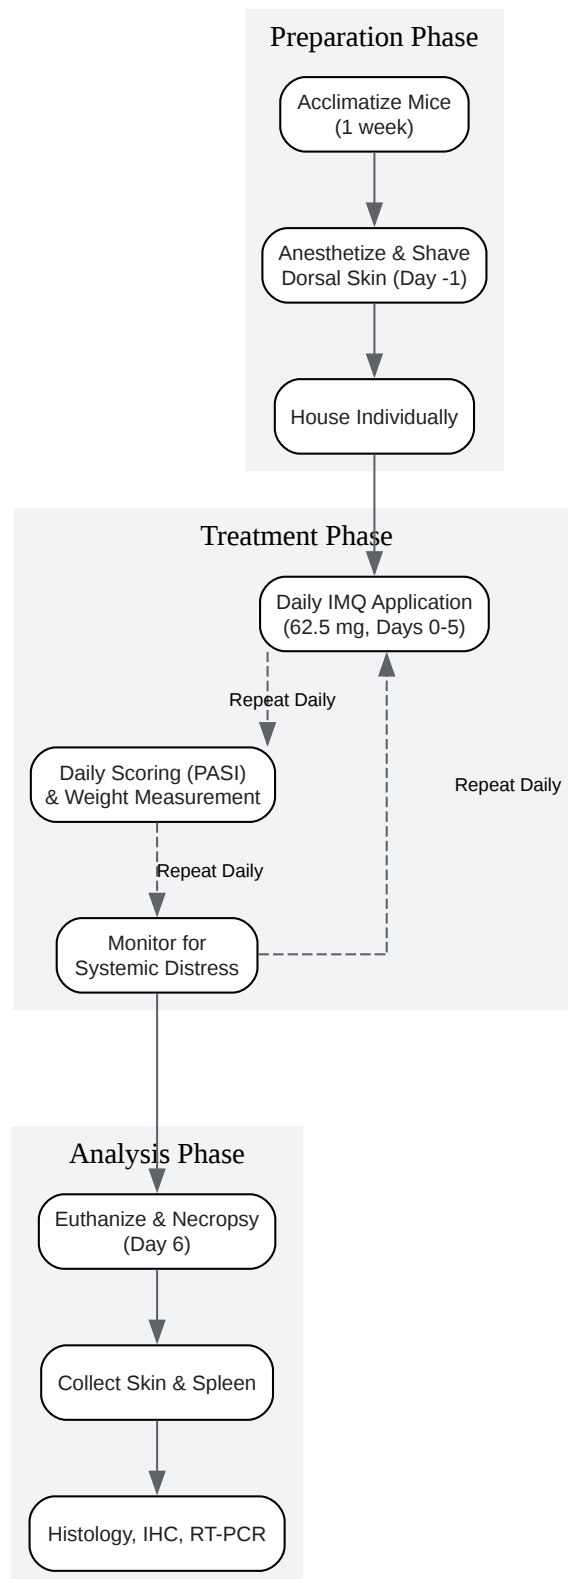 Preparation Phase
Acclimatize Mice
(1 week)
Anesthetize & Shave
Dorsal Skin (Day -1)
House Individually
Treatment Phase
Daily IMQ Application
(62.5 mg, Days 0-5)
Repeat Daily
Daily Scoring (PASI)
& Weight Measurement
Repeat Daily
Repeat Daily
Monitor for
Systemic Distress
Analysis Phase
Euthanize & Necropsy
(Day 6)
Collect Skin & Spleen
Histology, IHC, RT-PCR